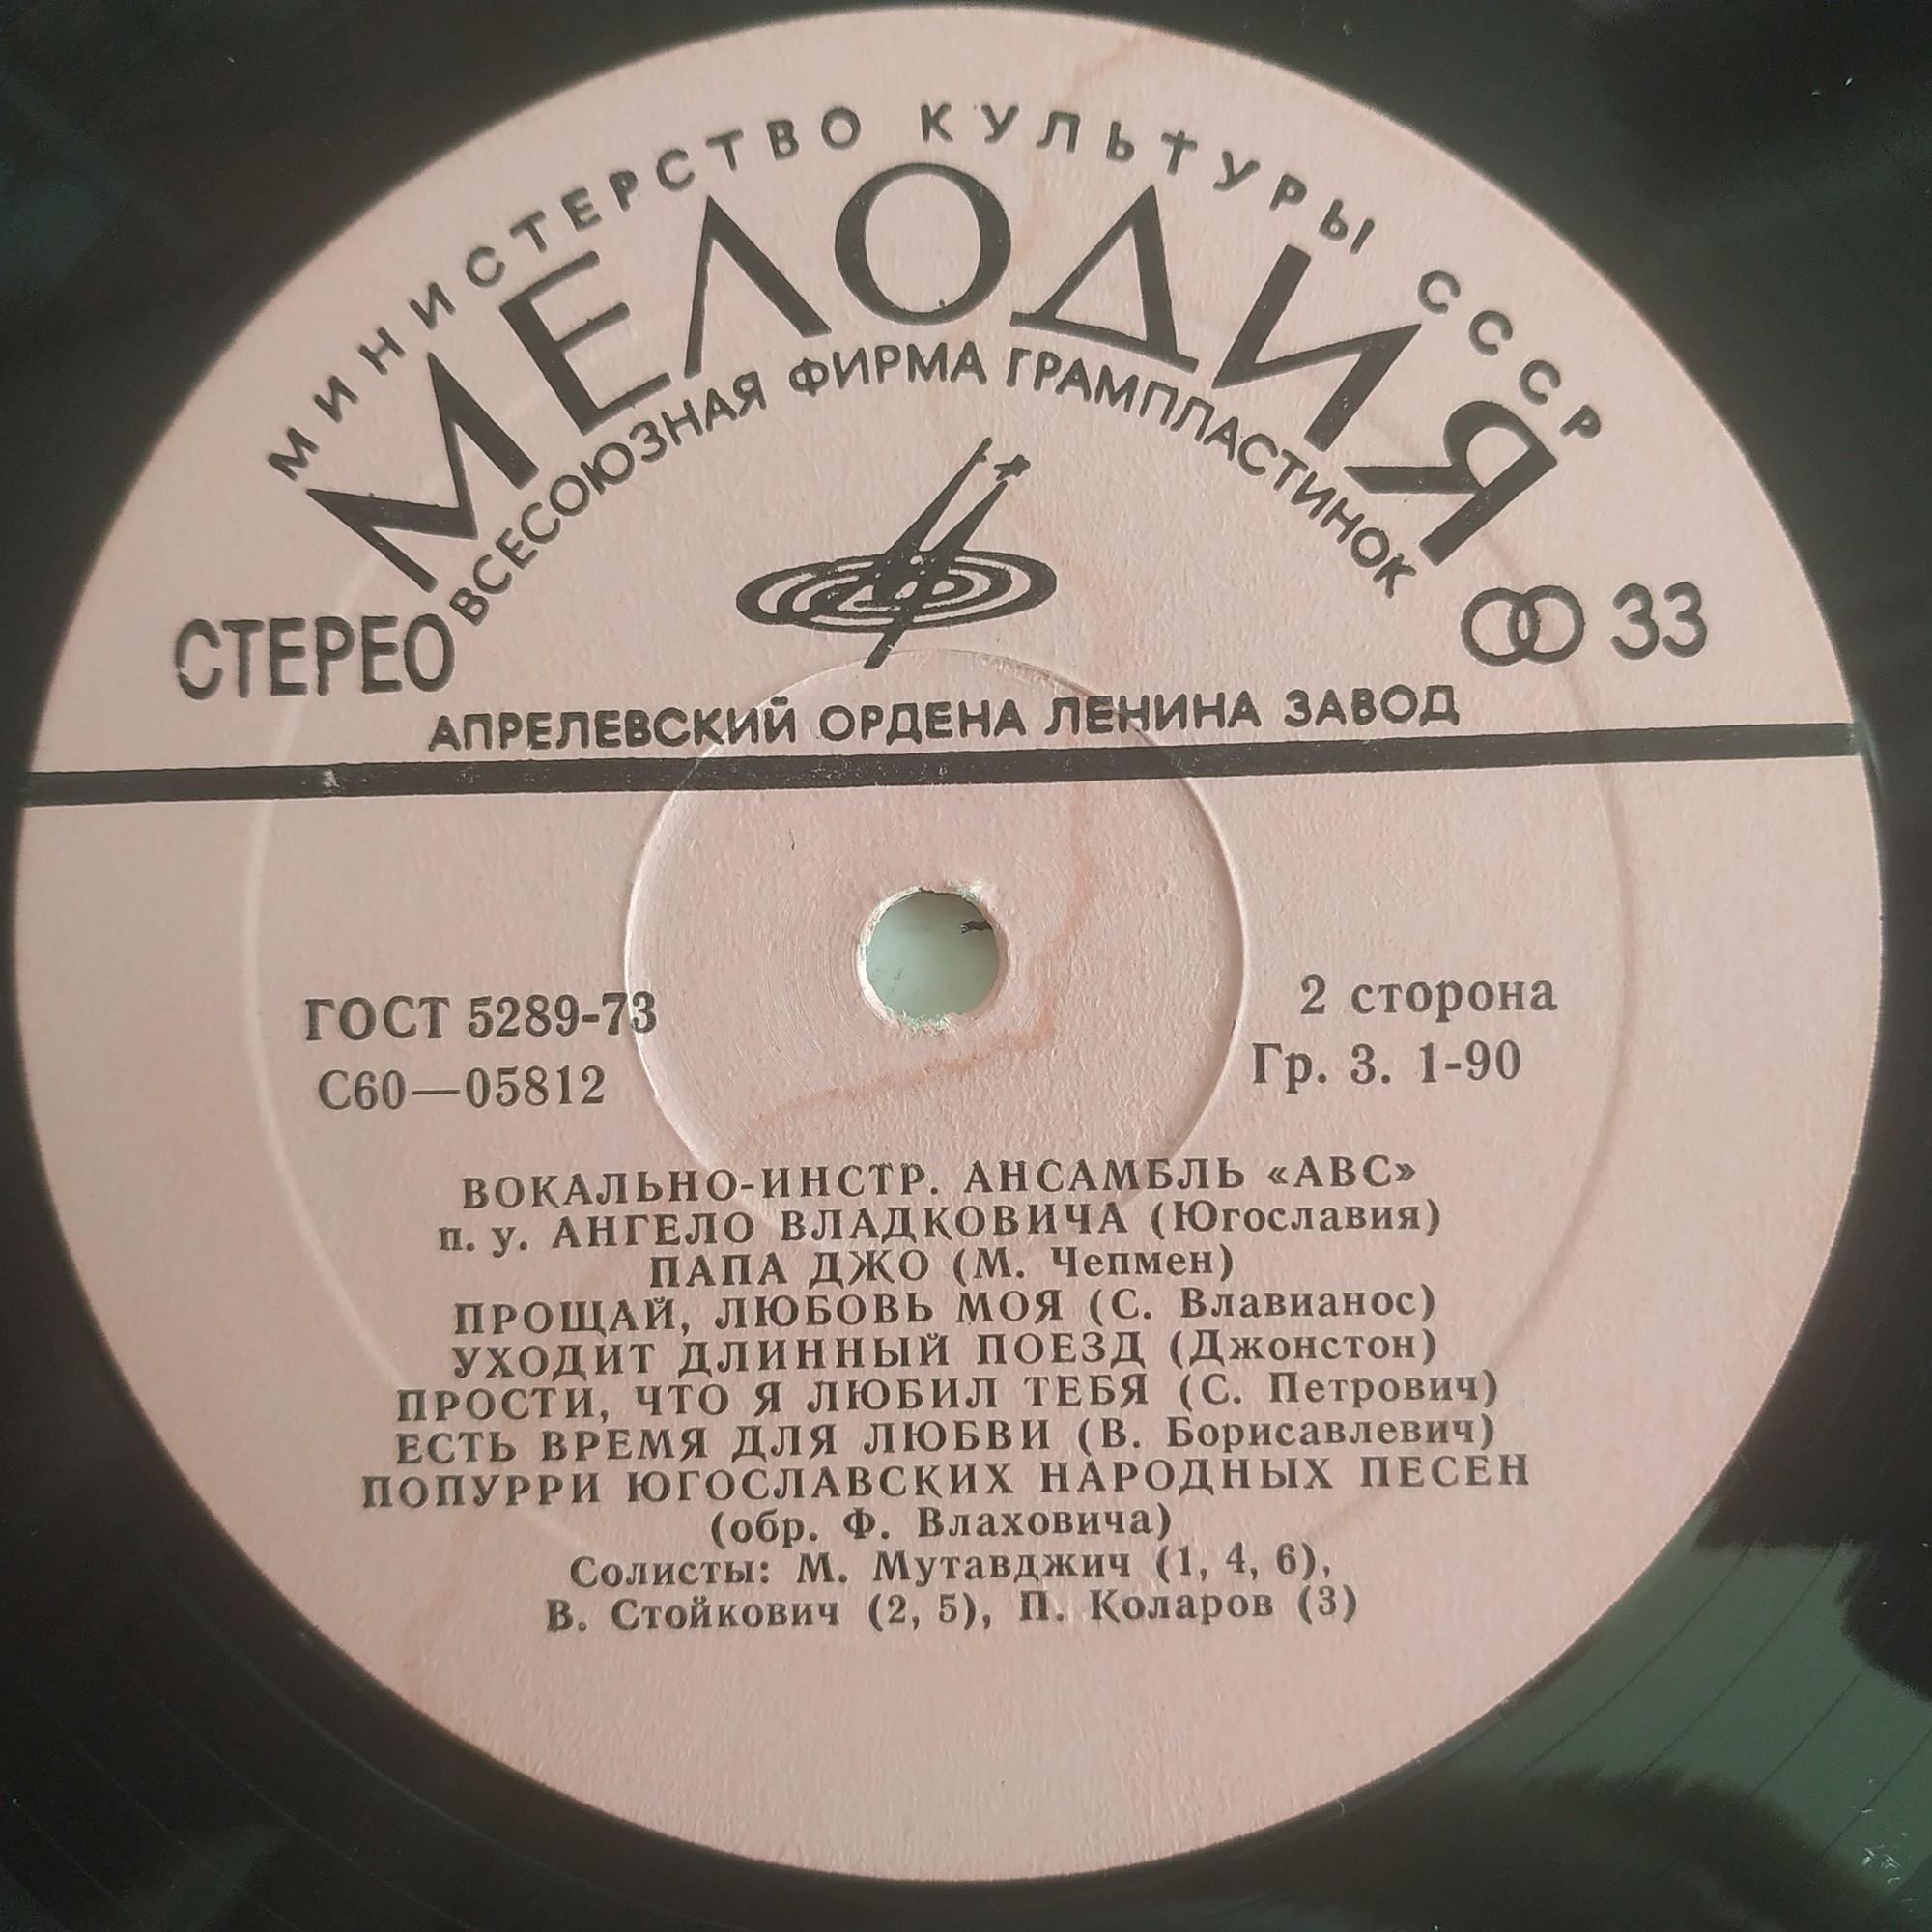 МИНИСТЕРСТВО КУЛЬТУРЫ СССР
МЕЛОДИЯ
ВСЕСОЮЗНАЯ ФИРМА ГРАМПЛАСТИНОК
СТЕРЕО
33
АПРЕЛЕВСКИЙ ОРДЕНА ЛЕНИНА ЗАВОД
ГОСТ 5289-73
С60—05812
2 сторона
Гр. 3. 1-90
ВОКАЛЬНО-ИНСТР. АНСАМБЛЬ «АВС»
п. у. АНГЕЛО ВЛАДКОВИЧА (Югославия)
ПАПА ДЖО (М. Чепмен)
ПРОЩАЙ, ЛЮБОВЬ МОЯ (С. Влавианос)
УХОДИТ ДЛИННЫЙ ПОЕЗД (Джонстон)
ПРОСТИ, ЧТО Я ЛЮБИЛ ТЕБЯ (С. Петрович)
ЕСТЬ ВРЕМЯ ДЛЯ ЛЮБВИ (В. Борисавлевич)
ПОПУРРИ ЮГОСЛАВСКИХ НАРОДНЫХ ПЕСЕН
(обр. Ф. Влаховича)
Солисты: М. Мутавджич (1, 4, 6),
В. Стойкович (2, 5), П. Коларов (3)